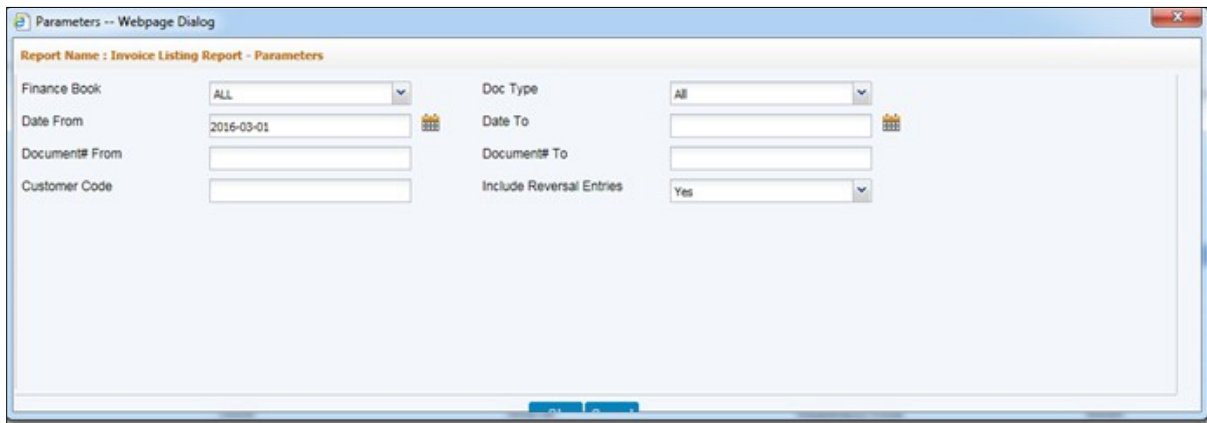 Parameters -- Webpage Dialog
Report Name : Invoice Listing Report - Parameters
Finance Book ALL Doc Type All
Date From 2016-03-01 Date To
Document# From Document# To
Customer Code Include Reversal Entries Yes